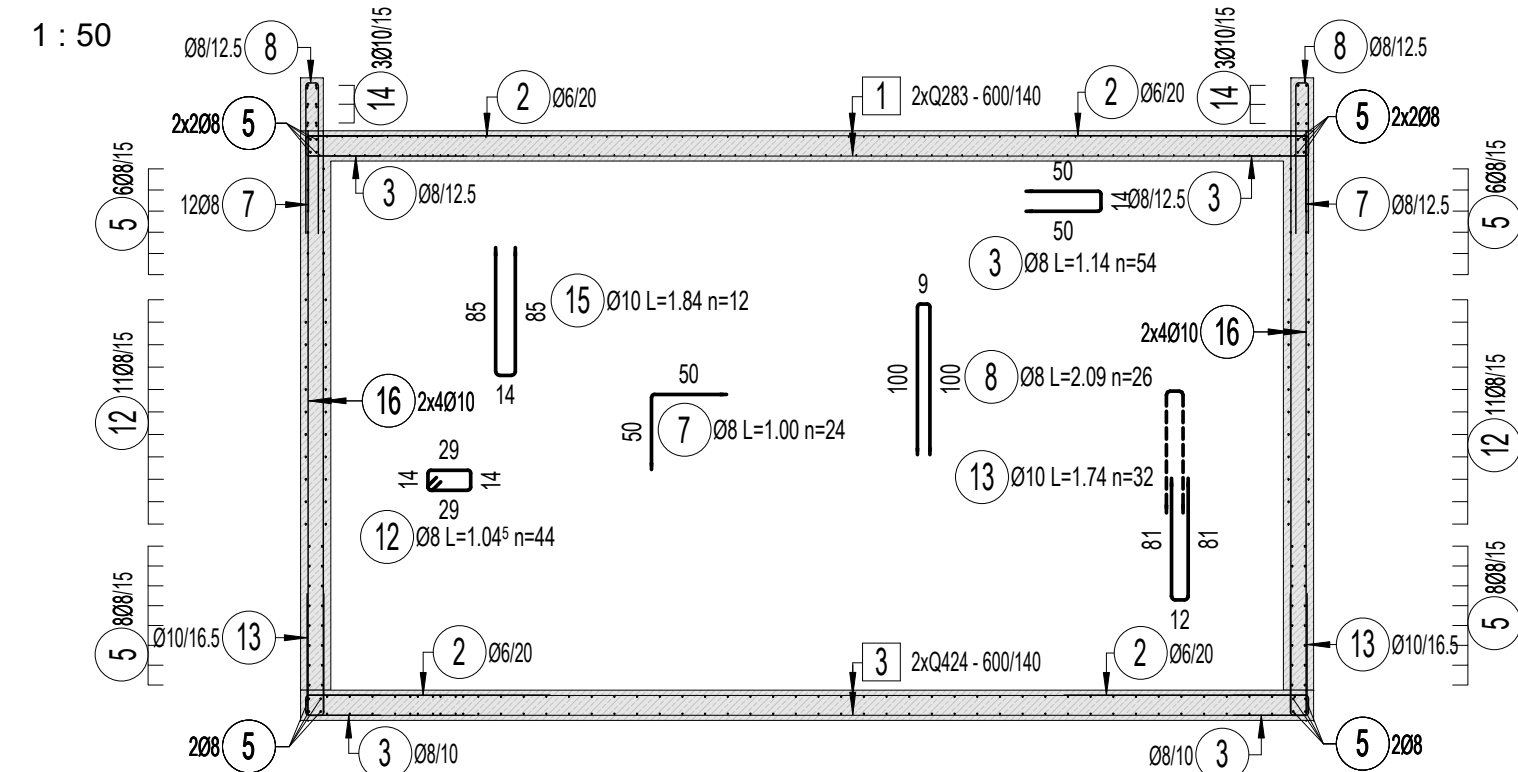 1 : 50
Ø8/12.5 8
3Ø10/15
14
2 Ø6/20
1 2xQ283 - 600/140
2 Ø6/20
3Ø10/15
14
8 Ø8/12.5
2x2Ø8 5
5 2x2Ø8
6Ø8/15
5
12Ø8 7
3 Ø8/12.5
50
14
50
Ø8/12.5 3
7 Ø8/12.5
6Ø8/15
5
3 Ø8 L=1.14 n=54
85
85
14
15 Ø10 L=1.84 n=12
9
100
100
8 Ø8 L=2.09 n=26
2x4Ø10 16
11Ø8/15
12
16 2x4Ø10
50
50
7 Ø8 L=1.00 n=24
11Ø8/15
12
29
14
14
29
12 Ø8 L=1.04⁵ n=44
13 Ø10 L=1.74 n=32
81
81
12
8Ø8/15
5
Ø10/16.5 13
2 Ø6/20
3 2xQ424 - 600/140
2 Ø6/20
13 Ø10/16.5
8Ø8/15
5
2Ø8 5
3 Ø8/10
Ø8/10 3
5 2Ø8